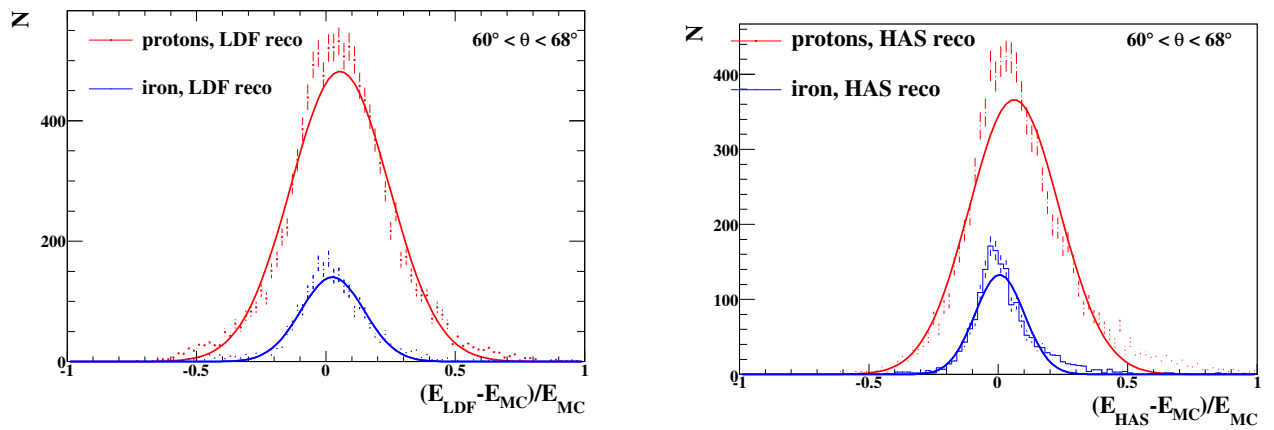 N
protons, LDF reco
60° < θ < 68°
iron, LDF reco
400
200
0
-1
-0.5
0
0.5
1
(E_LDF-E_MC)/E_MC
N
protons, HAS reco
60° < θ < 68°
iron, HAS reco
400
300
200
100
0
-1
-0.5
0
0.5
1
(E_HAS-E_MC)/E_MC